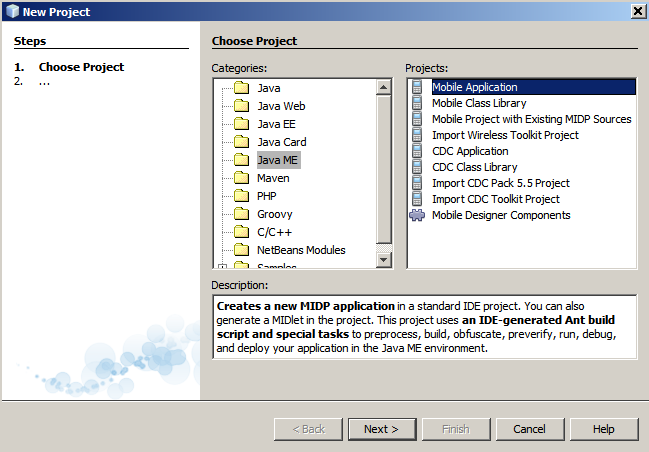 New Project
Steps
1. Choose Project
2. ...
Choose Project
Categories:
Java
Java Web
Java EE
Java Card
Java ME
Maven
PHP
Groovy
C/C++
NetBeans Modules
Samples
Projects:
Mobile Application
Mobile Class Library
Mobile Project with Existing MIDP Sources
Import Wireless Toolkit Project
CDC Application
CDC Class Library
Import CDC Pack 5.5 Project
Import CDC Toolkit Project
Mobile Designer Components
Description:
Creates a new MIDP application in a standard IDE project. You can also
generate a MIDlet in the project. This project uses an IDE-generated Ant build
script and special tasks to preprocess, build, obfuscate, preverify, run, debug,
and deploy your application in the Java ME environment.
< Back
Next >
Finish
Cancel
Help